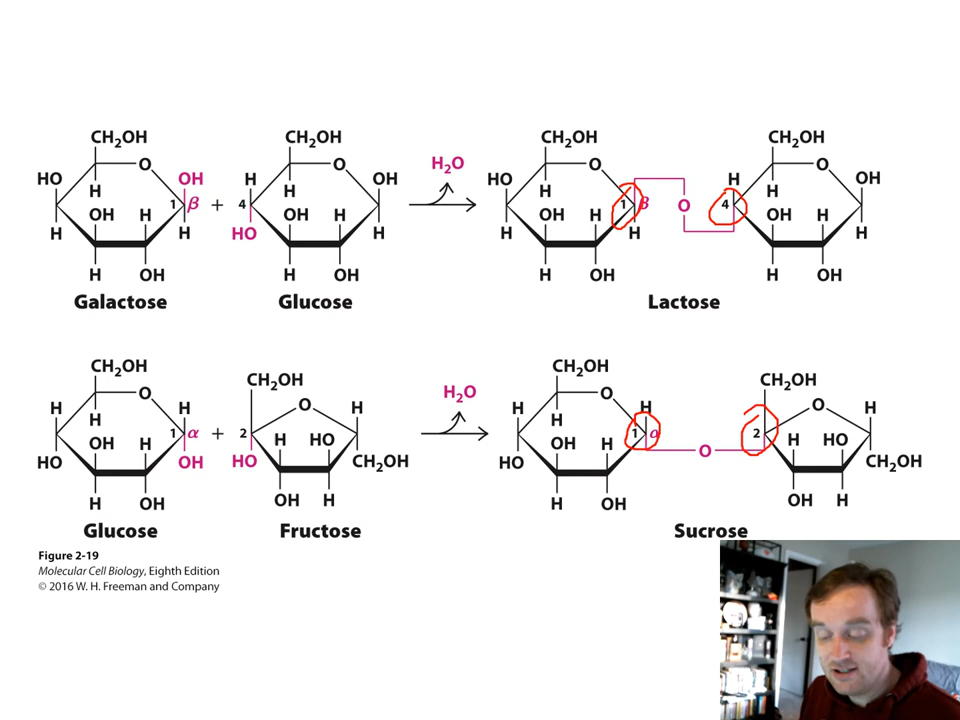 CH₂OH CH₂OH CH₂OH CH₂OH
O O H₂O O O
HO OH H OH HO H OH
H H H H
1 β + 4 1 β O 4
OH H OH H OH H OH H
H H HO H H H H
H OH H OH H OH H OH
Galactose Glucose Lactose
CH₂OH CH₂OH
CH₂OH CH₂OH
O H₂O O
H H O H H H O H
H H
1 α + 2 1 α 2
OH H H HO OH H H HO
HO OH HO CH₂OH HO O CH₂OH
H OH OH H H OH OH H
Glucose Fructose Sucrose
Figure 2-19
Molecular Cell Biology, Eighth Edition
© 2016 W. H. Freeman and Company